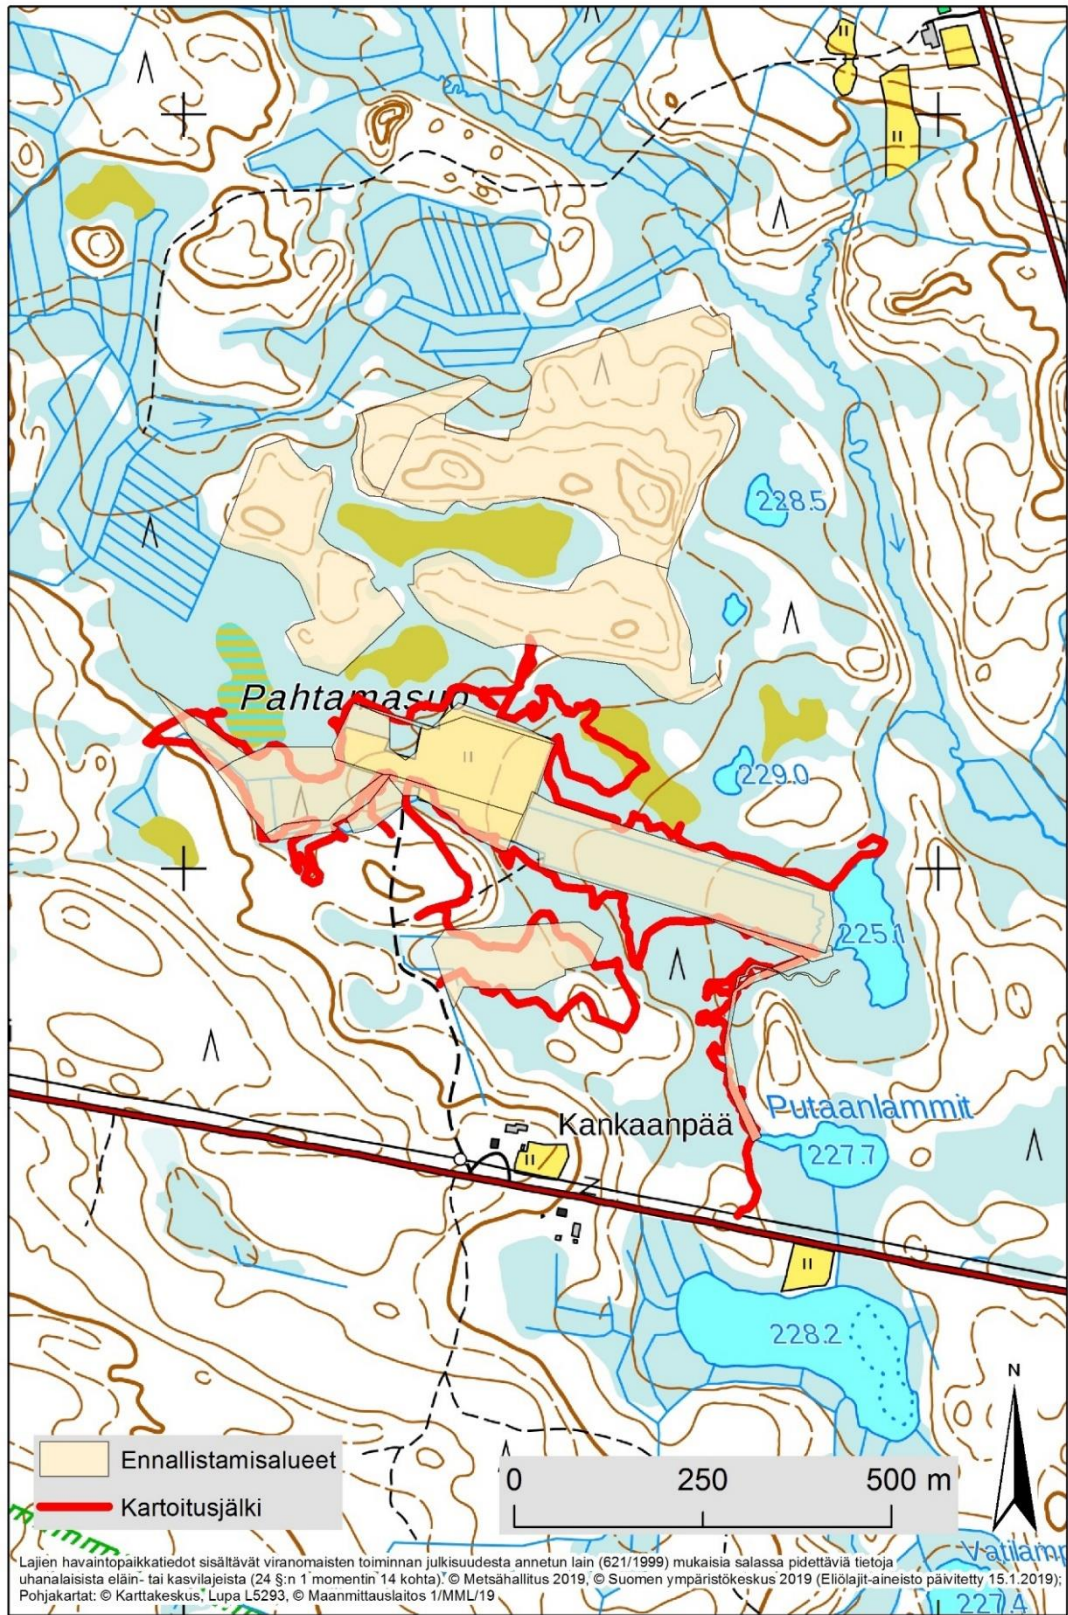 228.5
Pahtamasuo
229.0
225.1
Putaanlammit
Kankaanpää
227.7
228.2
N
Ennallistamisalueet
Kartoitusjälki
0 250 500 m
Lajien havaintopaikkatiedot sisältävät viranomaisten toiminnan julkisuudesta annetun lain (621/1999) mukaisia salassa pidettäviä tietoja
uhanalaisista eläin- tai kasvilajeista (24 §:n 1 momentin 14 kohta). © Metsähallitus 2019, © Suomen ympäristökeskus 2019 (Eliölajit-aineisto päivitetty 15.1.2019);
Pohjakartat: © Karttakeskus, Lupa L5293, © Maanmittauslaitos 1/MML/19
227.4